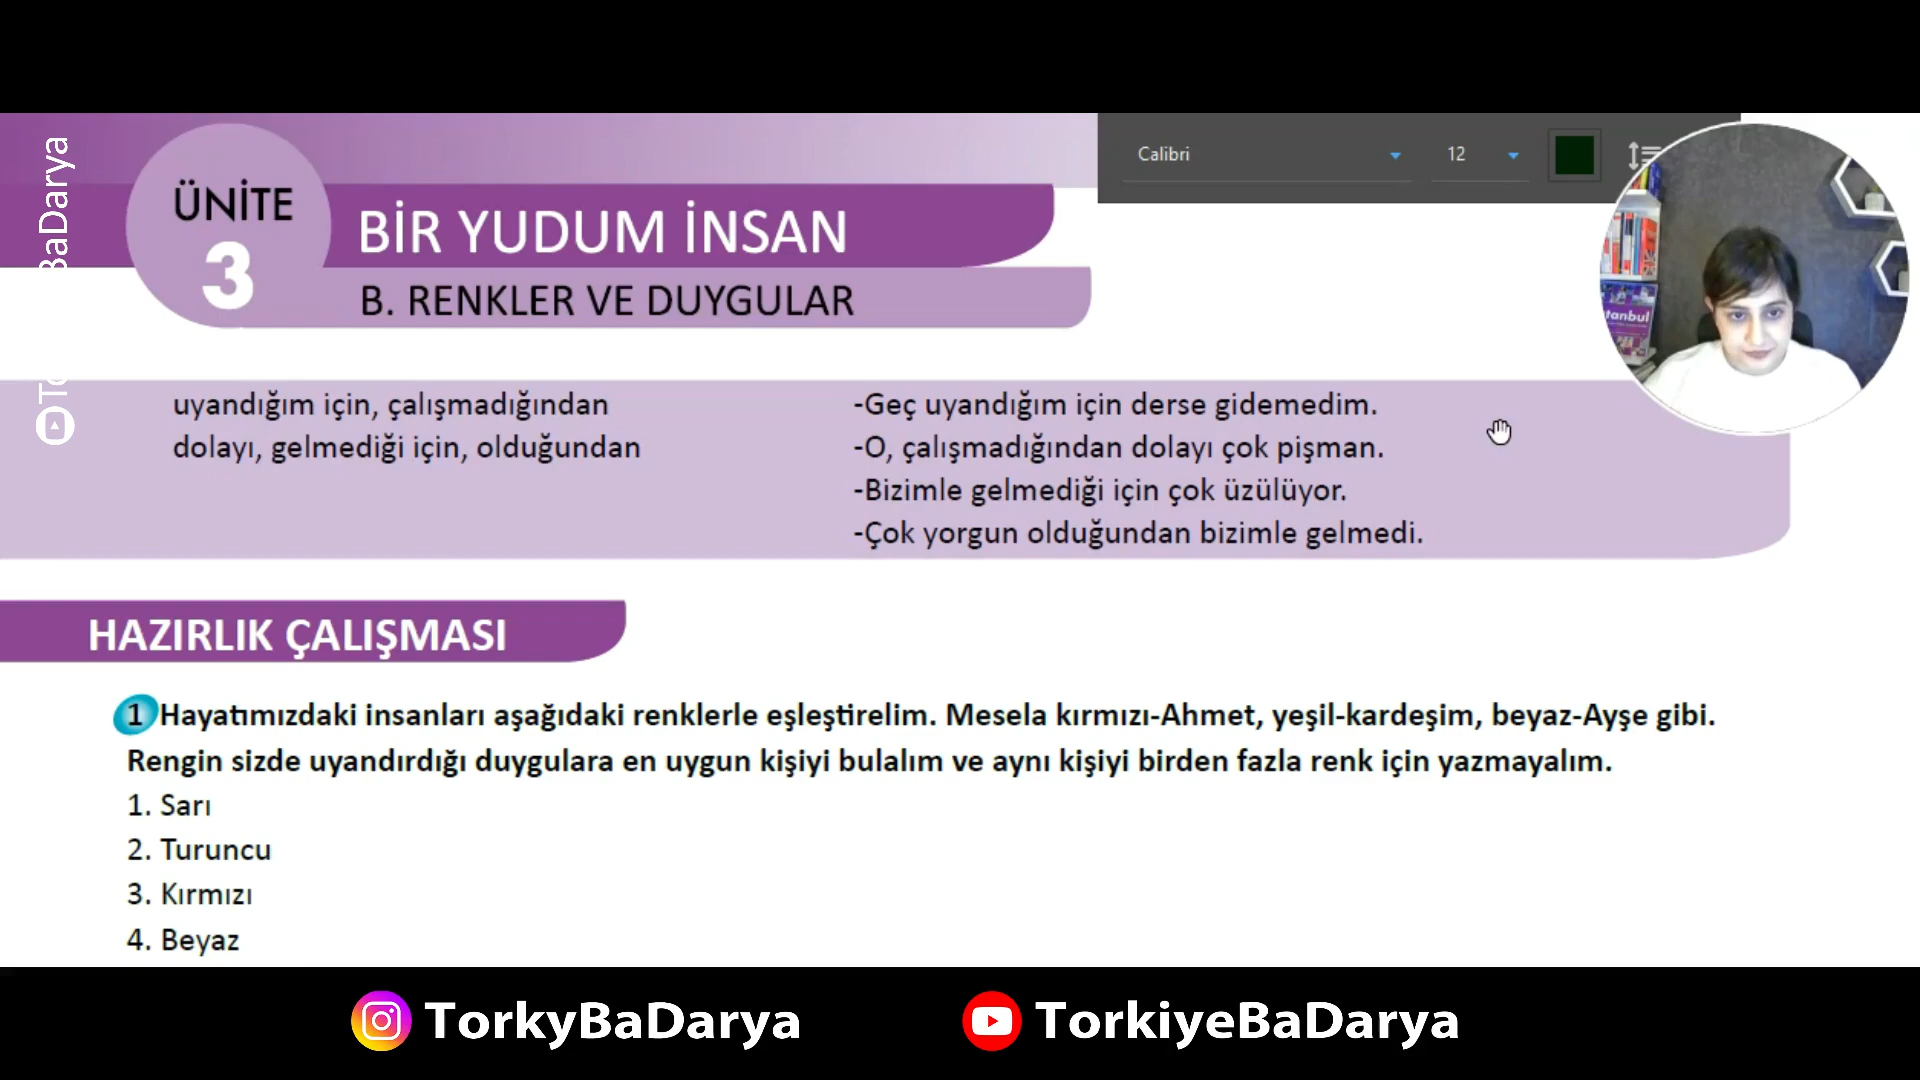 Calibri
12
ÜNİTE
3
BİR YUDUM İNSAN
B. RENKLER VE DUYGULAR
BaDarya
tanbul
uyandığım için, çalışmadığından
dolayı, gelmediği için, olduğundan
-Geç uyandığım için derse gidemedim.
-O, çalışmadığından dolayı çok pişman.
-Bizimle gelmediği için çok üzülüyor.
-Çok yorgun olduğundan bizimle gelmedi.
HAZIRLIK ÇALIŞMASI
1 Hayatımızdaki insanları aşağıdaki renklerle eşleştirelim. Mesela kırmızı-Ahmet, yeşil-kardeşim, beyaz-Ayşe gibi.
Rengin sizde uyandırdığı duygulara en uygun kişiyi bulalım ve aynı kişiyi birden fazla renk için yazmayalım.
1. Sarı
2. Turuncu
3. Kırmızı
4. Beyaz
TorkyBaDarya
TorkiyeBaDarya